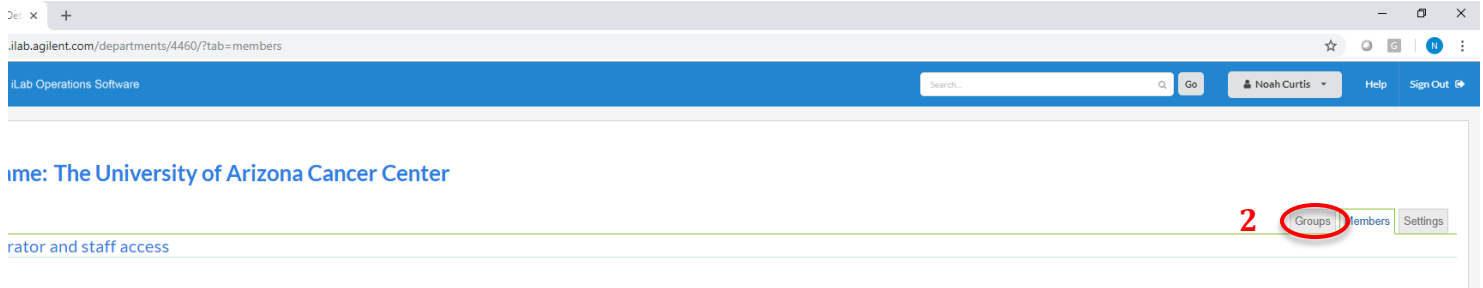 .ilab.agilent.com/departments/4460/?tab=members
G N
iLab Operations Software Search... Go Noah Curtis Help Sign Out
ame: The University of Arizona Cancer Center
2 Groups Members Settings
rator and staff access